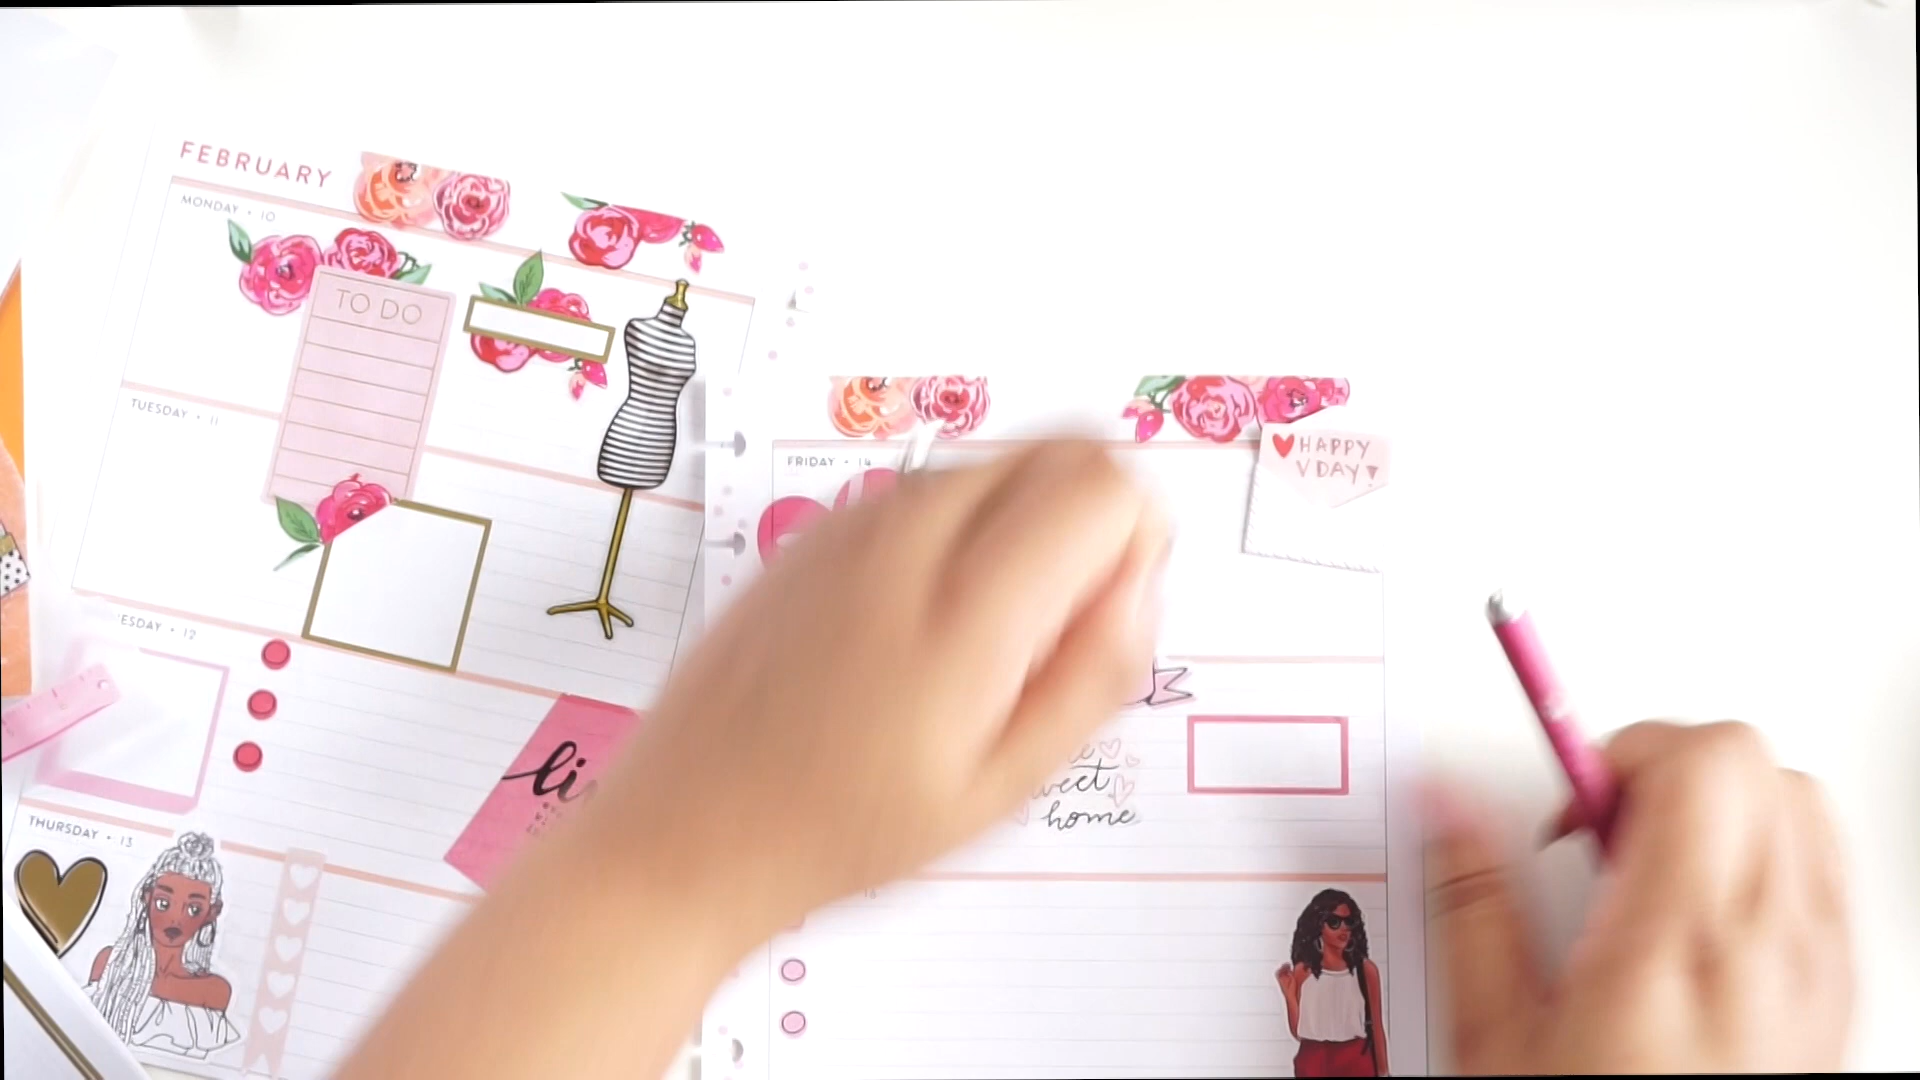 FEBRUARY
MONDAY • 10
TO DO
TUESDAY • 11
ESDAY • 12
THURSDAY • 13
FRIDAY • 14
HAPPY
V DAY!
home